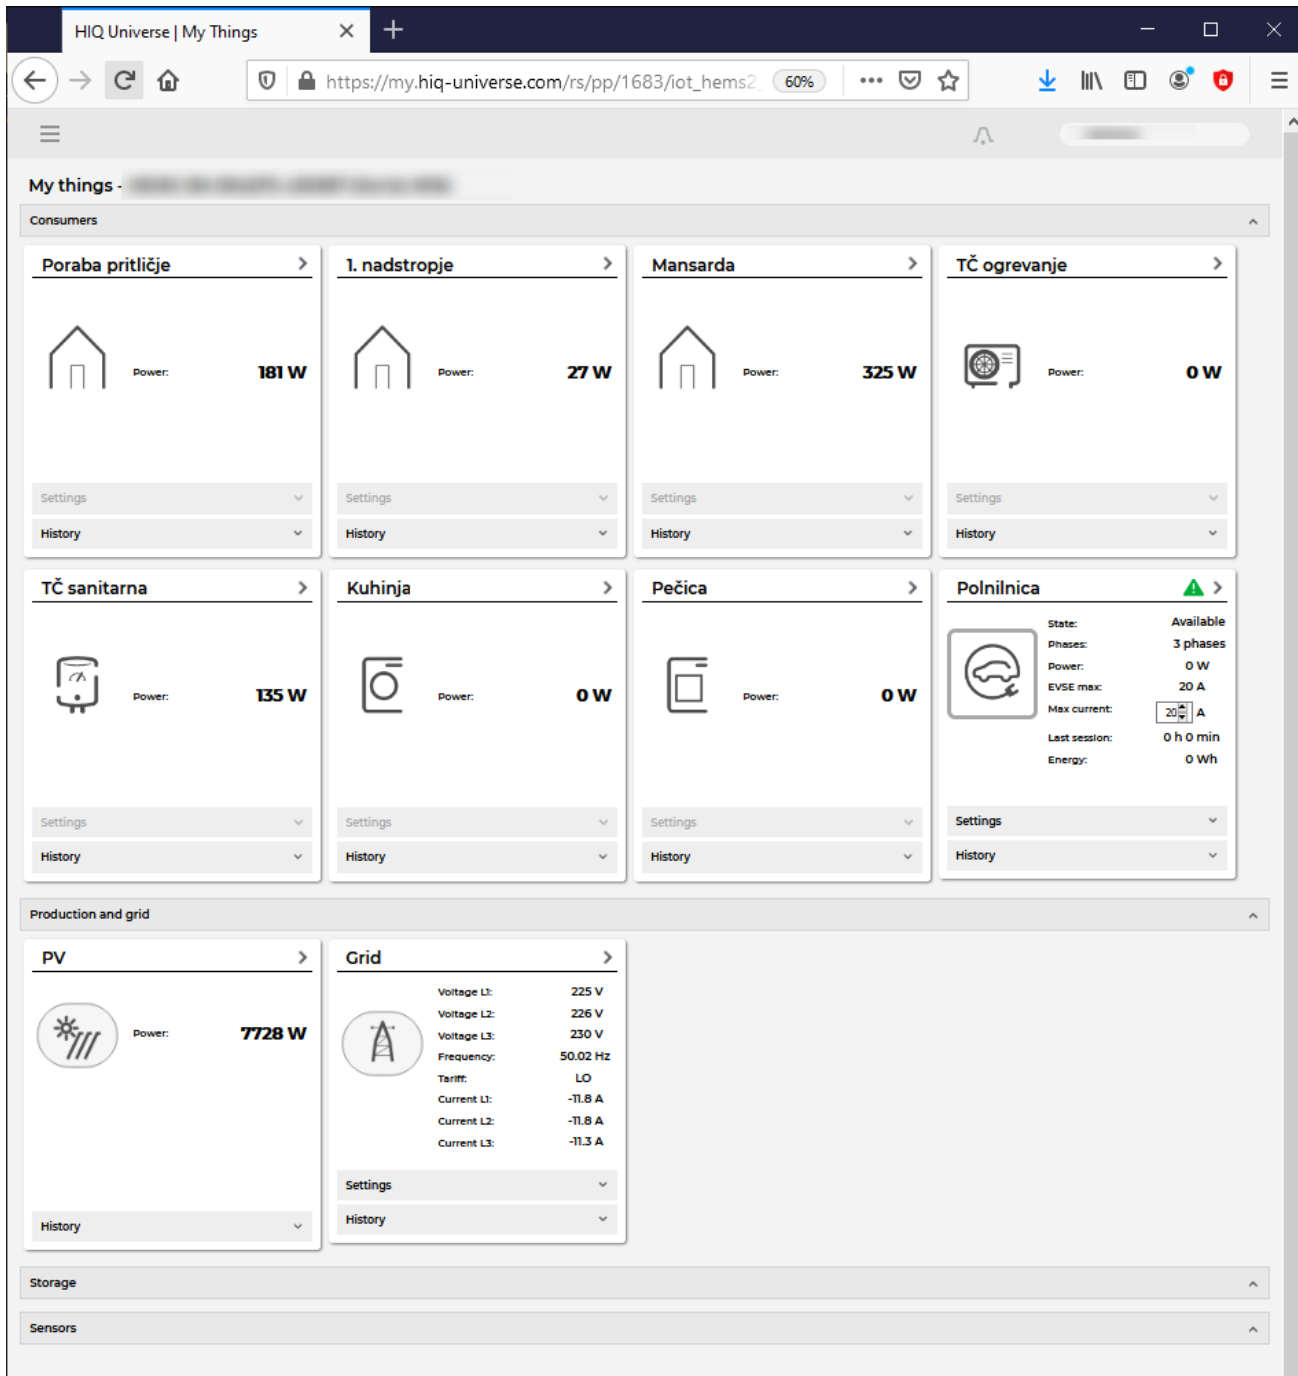 HIQ Universe | My Things
https://my.hiq-universe.com/rs/pp/1683/iot_hems2_ 60%
My things -
Consumers
Poraba pritličje
Power: 181 W
Settings
History
1. nadstropje
Power: 27 W
Settings
History
Mansarda
Power: 325 W
Settings
History
TČ ogrevanje
Power: 0 W
Settings
History
TČ sanitarna
Power: 135 W
Settings
History
Kuhinja
Power: 0 W
Settings
History
Pečica
Power: 0 W
Settings
History
Polnilnica
State: Available
Phases: 3 phases
Power: 0 W
EVSE max: 20 A
Max current: 20 A
Last session: 0 h 0 min
Energy: 0 Wh
Settings
History
Production and grid
PV
Power: 7728 W
History
Grid
Voltage L1: 225 V
Voltage L2: 226 V
Voltage L3: 230 V
Frequency: 50.02 Hz
Tariff: LO
Current L1: -11.8 A
Current L2: -11.8 A
Current L3: -11.3 A
Settings
History
Storage
Sensors